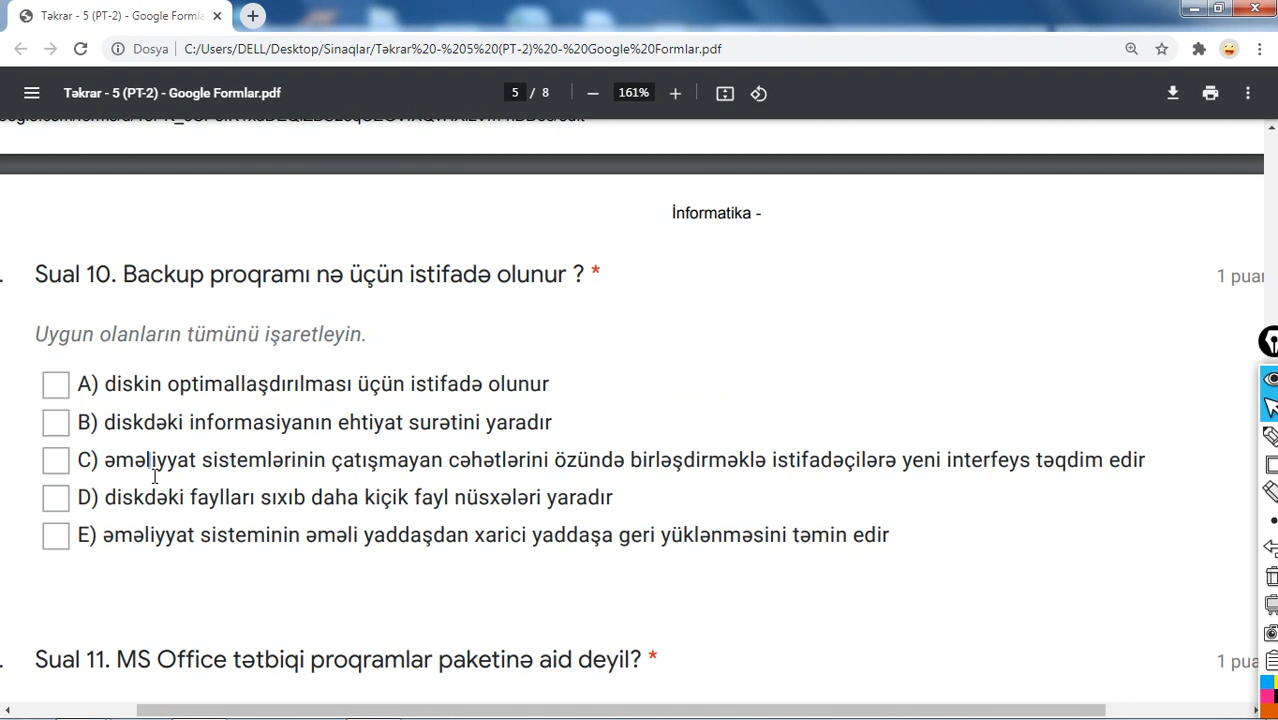 Təkrar - 5 (PT-2) - Google Formla
Dosya
C:/Users/DELL/Desktop/Sinaqlar/Təkrar%20-%205%20(PT-2)%20-%20Google%20Formlar.pdf
Təkrar - 5 (PT-2) - Google Formlar.pdf
5 / 8
161%
İnformatika -
. Sual 10. Backup proqramı nə üçün istifadə olunur ? *
1 puan
Uygun olanların tümünü işaretleyin.
A) diskin optimallaşdırılması üçün istifadə olunur
B) diskdəki informasiyanın ehtiyat surətini yaradır
C) əməliyyat sistemlərinin çatışmayan cəhətlərini özündə birləşdirməklə istifadəçilərə yeni interfeys təqdim edir
D) diskdəki faylları sıxıb daha kiçik fayl nüsxələri yaradır
E) əməliyyat sisteminin əməli yaddaşdan xarici yaddaşa geri yüklənməsini təmin edir
. Sual 11. MS Office tətbiqi proqramlar paketinə aid deyil? *
1 pua